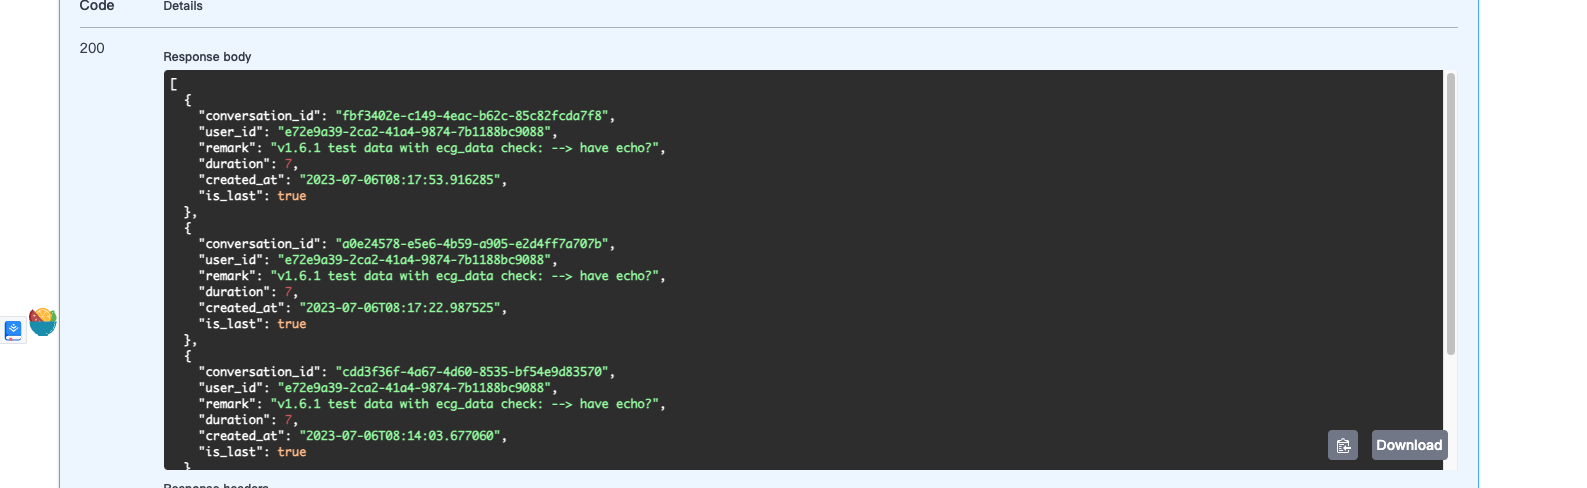 Code Details
200
Response body
[
{
"conversation_id": "fbf3402e-c149-4eac-b62c-85c82fcda7f8",
"user_id": "e72e9a39-2ca2-41a4-9874-7b1188bc9088",
"remark": "v1.6.1 test data with ecg_data check: --> have echo?",
"duration": 7,
"created_at": "2023-07-06T08:17:53.916285",
"is_last": true
},
{
"conversation_id": "a0e24578-e5e6-4b59-a905-e2d4ff7a707b",
"user_id": "e72e9a39-2ca2-41a4-9874-7b1188bc9088",
"remark": "v1.6.1 test data with ecg_data check: --> have echo?",
"duration": 7,
"created_at": "2023-07-06T08:17:22.987525",
"is_last": true
},
{
"conversation_id": "cdd3f36f-4a67-4d60-8535-bf54e9d83570",
"user_id": "e72e9a39-2ca2-41a4-9874-7b1188bc9088",
"remark": "v1.6.1 test data with ecg_data check: --> have echo?",
"duration": 7,
"created_at": "2023-07-06T08:14:03.677060",
"is_last": true
}
Download
Response headers